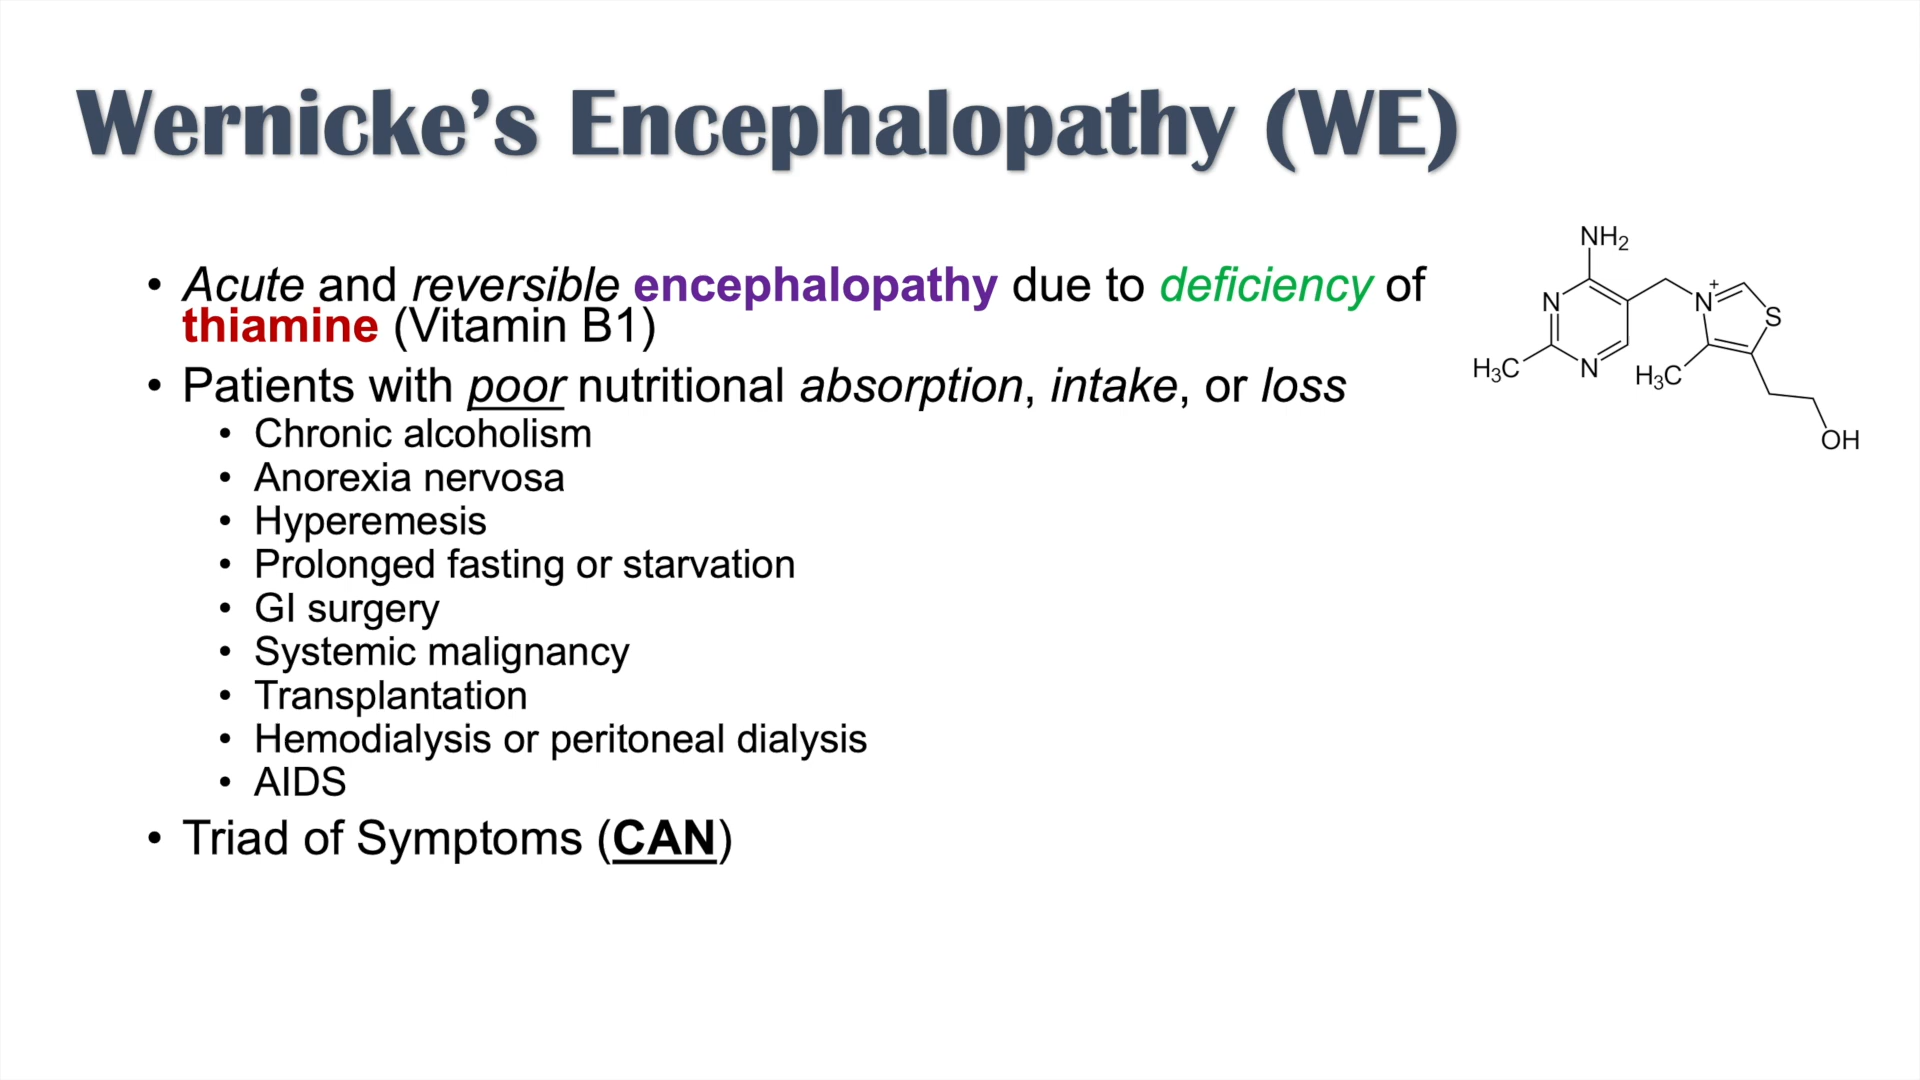 Wernicke’s Encephalopathy (WE)
• Acute and reversible encephalopathy due to deficiency of
thiamine (Vitamin B1)
• Patients with poor nutritional absorption, intake, or loss
• Chronic alcoholism
• Anorexia nervosa
• Hyperemesis
• Prolonged fasting or starvation
• GI surgery
• Systemic malignancy
• Transplantation
• Hemodialysis or peritoneal dialysis
• AIDS
• Triad of Symptoms (CAN)
NH₂
N
N⁺
S
H₃C
N
H₃C
OH